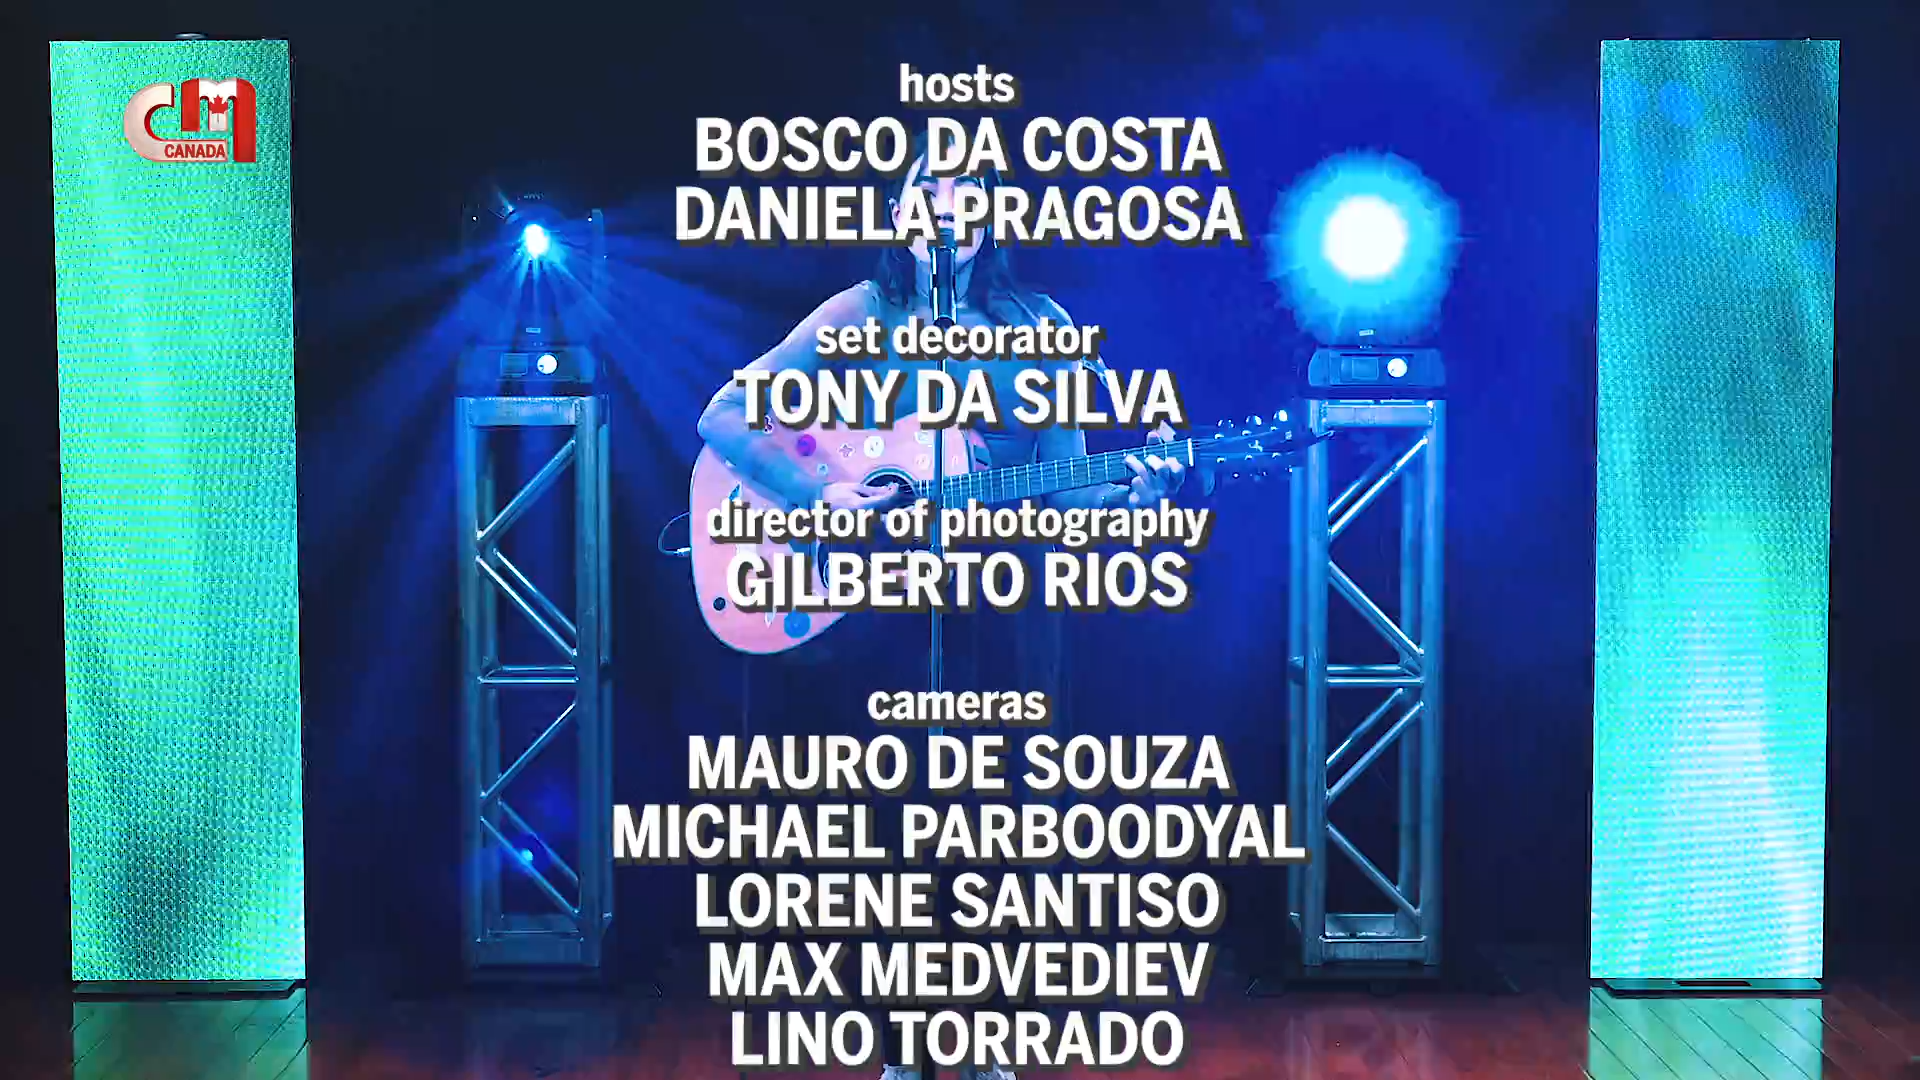 CM
CANADA
hosts
BOSCO DA COSTA
DANIELA PRAGOSA
set decorator
TONY DA SILVA
director of photography
GILBERTO RIOS
cameras
MAURO DE SOUZA
MICHAEL PARBOODYAL
LORENE SANTISO
MAX MEDVEDIEV
LINO TORRADO